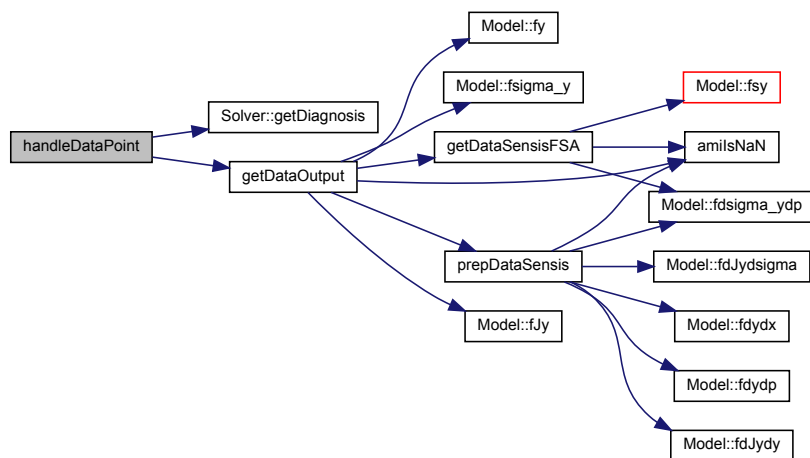 Model::fy
Model::fsigma_y
Model::fsy
Solver::getDiagnosis
handleDataPoint
getDataSensisFSA
amiIsNaN
getDataOutput
Model::fdsigma_ydp
prepDataSensis
Model::fdJydsigma
Model::fJy
Model::fdydx
Model::fdydp
Model::fdJydy